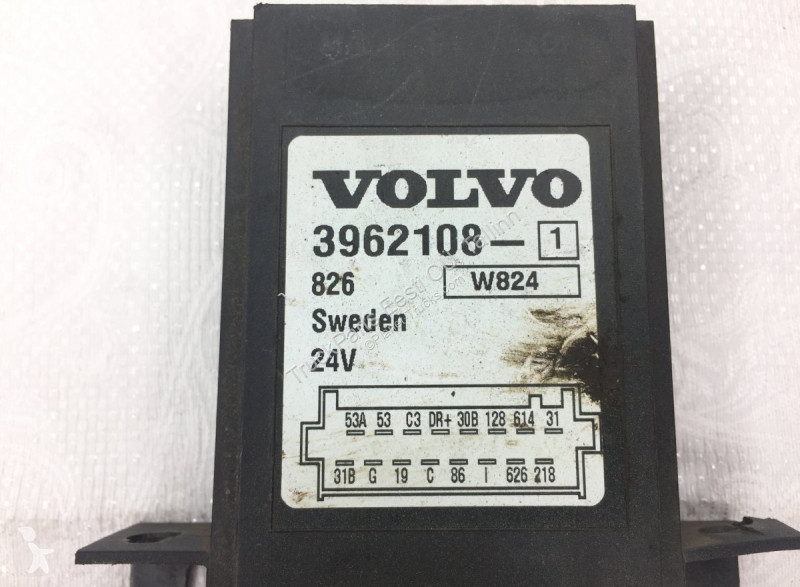 VOLVO
3962108- 1
826 W824
Sweden
24V
53A 53 C3 DR+ 30B 128 614 31
31B G 19 C 86 I 626 218